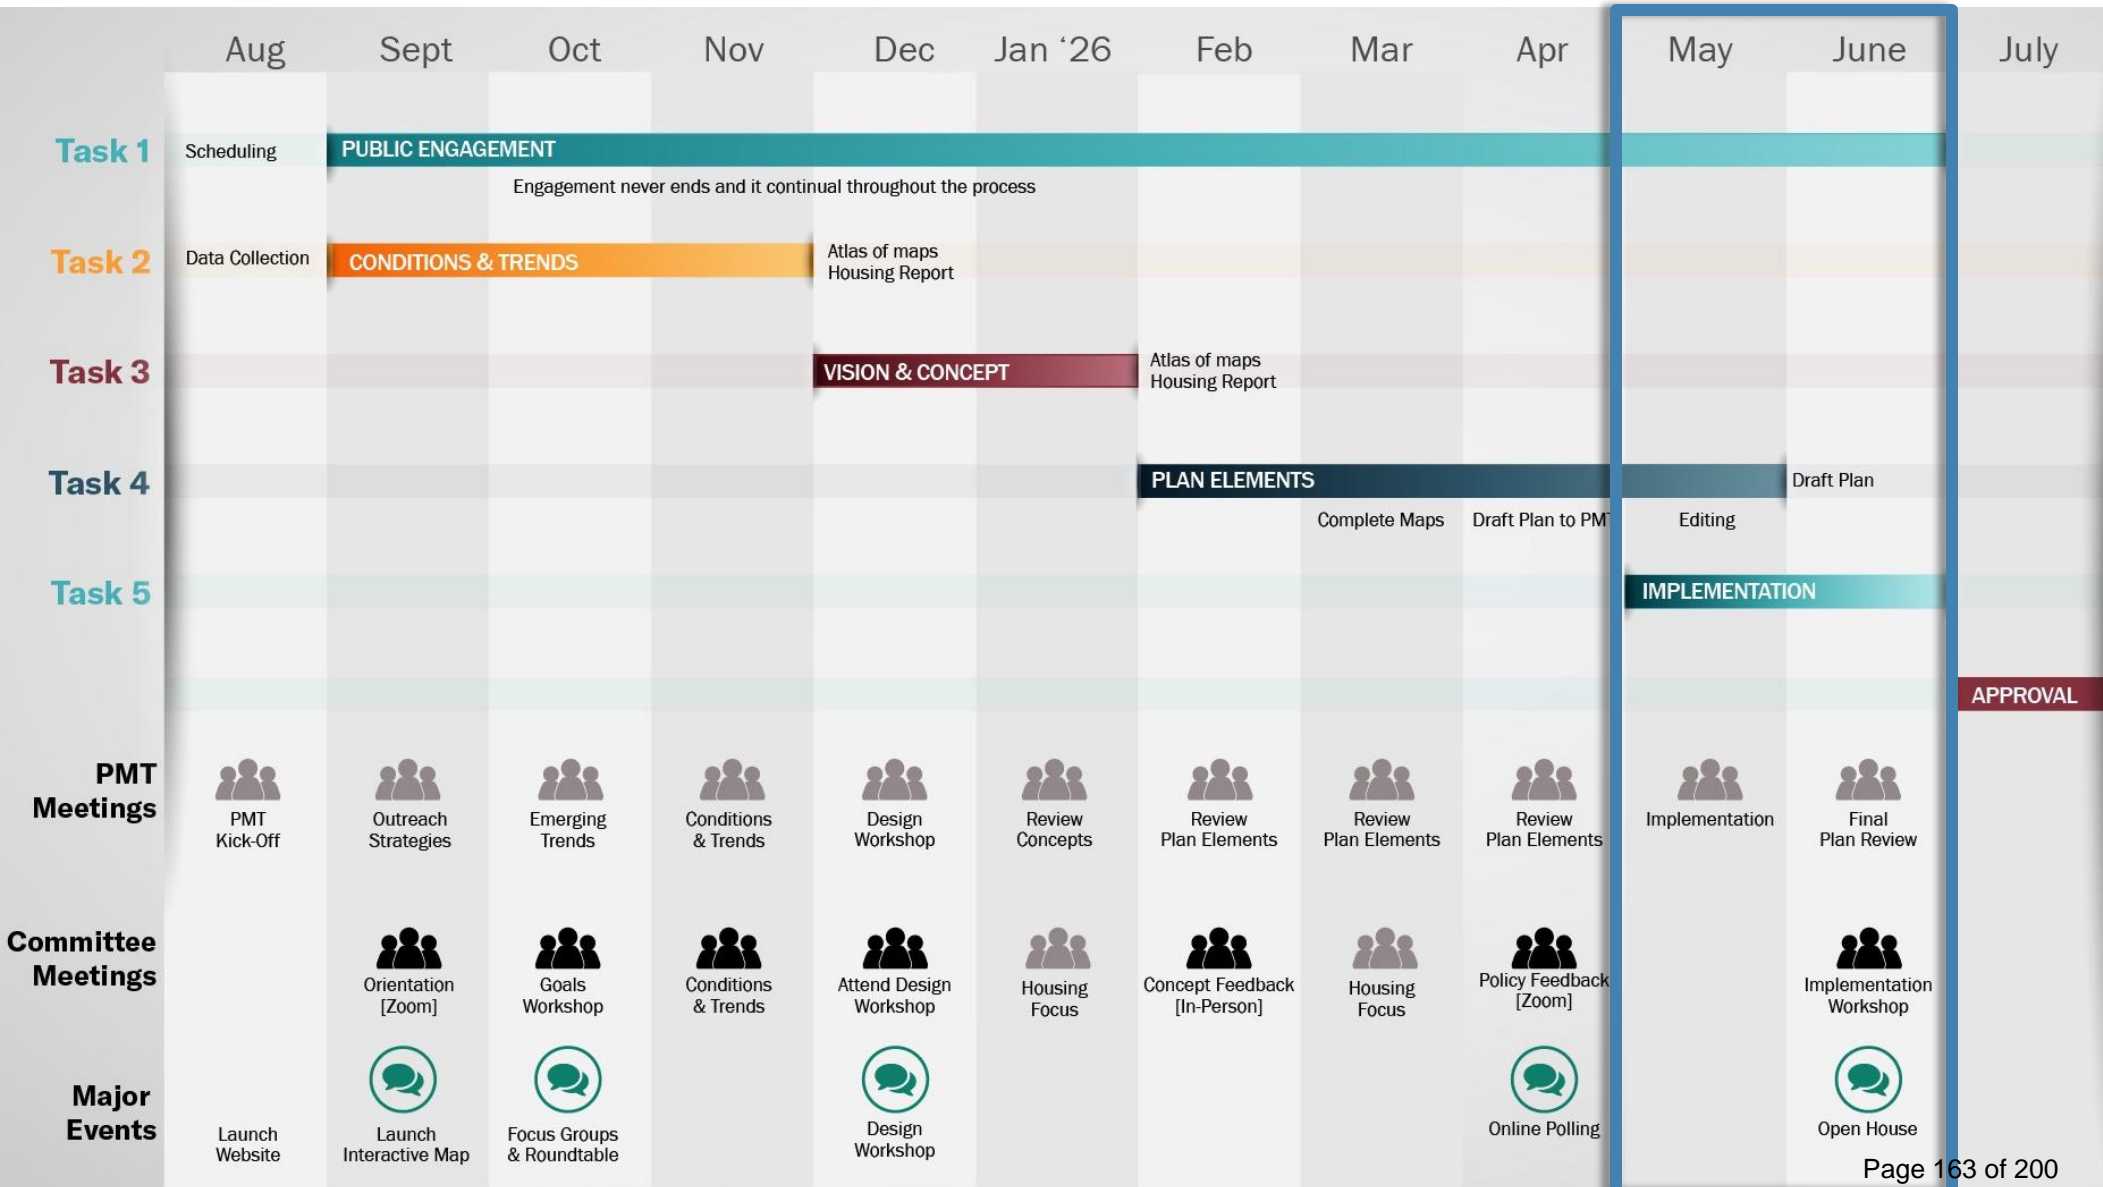 Aug Sept Oct Nov Dec Jan ‘26 Feb Mar Apr May June July
Task 1
Scheduling
PUBLIC ENGAGEMENT
Engagement never ends and it continual throughout the process
Task 2
Data Collection
CONDITIONS & TRENDS
Atlas of maps
Housing Report
Task 3
VISION & CONCEPT
Atlas of maps
Housing Report
Task 4
PLAN ELEMENTS
Draft Plan
Complete Maps
Draft Plan to PM
Editing
Task 5
IMPLEMENTATION
APPROVAL
PMT
Meetings
PMT
Kick-Off
Outreach
Strategies
Emerging
Trends
Conditions
& Trends
Design
Workshop
Review
Concepts
Review
Plan Elements
Review
Plan Elements
Review
Plan Elements
Implementation
Final
Plan Review
Committee
Meetings
Orientation
[Zoom]
Goals
Workshop
Conditions
& Trends
Attend Design
Workshop
Housing
Focus
Concept Feedback
[In-Person]
Housing
Focus
Policy Feedback
[Zoom]
Implementation
Workshop
Major
Events
Launch
Website
Launch
Interactive Map
Focus Groups
& Roundtable
Design
Workshop
Online Polling
Open House
Page 163 of 200